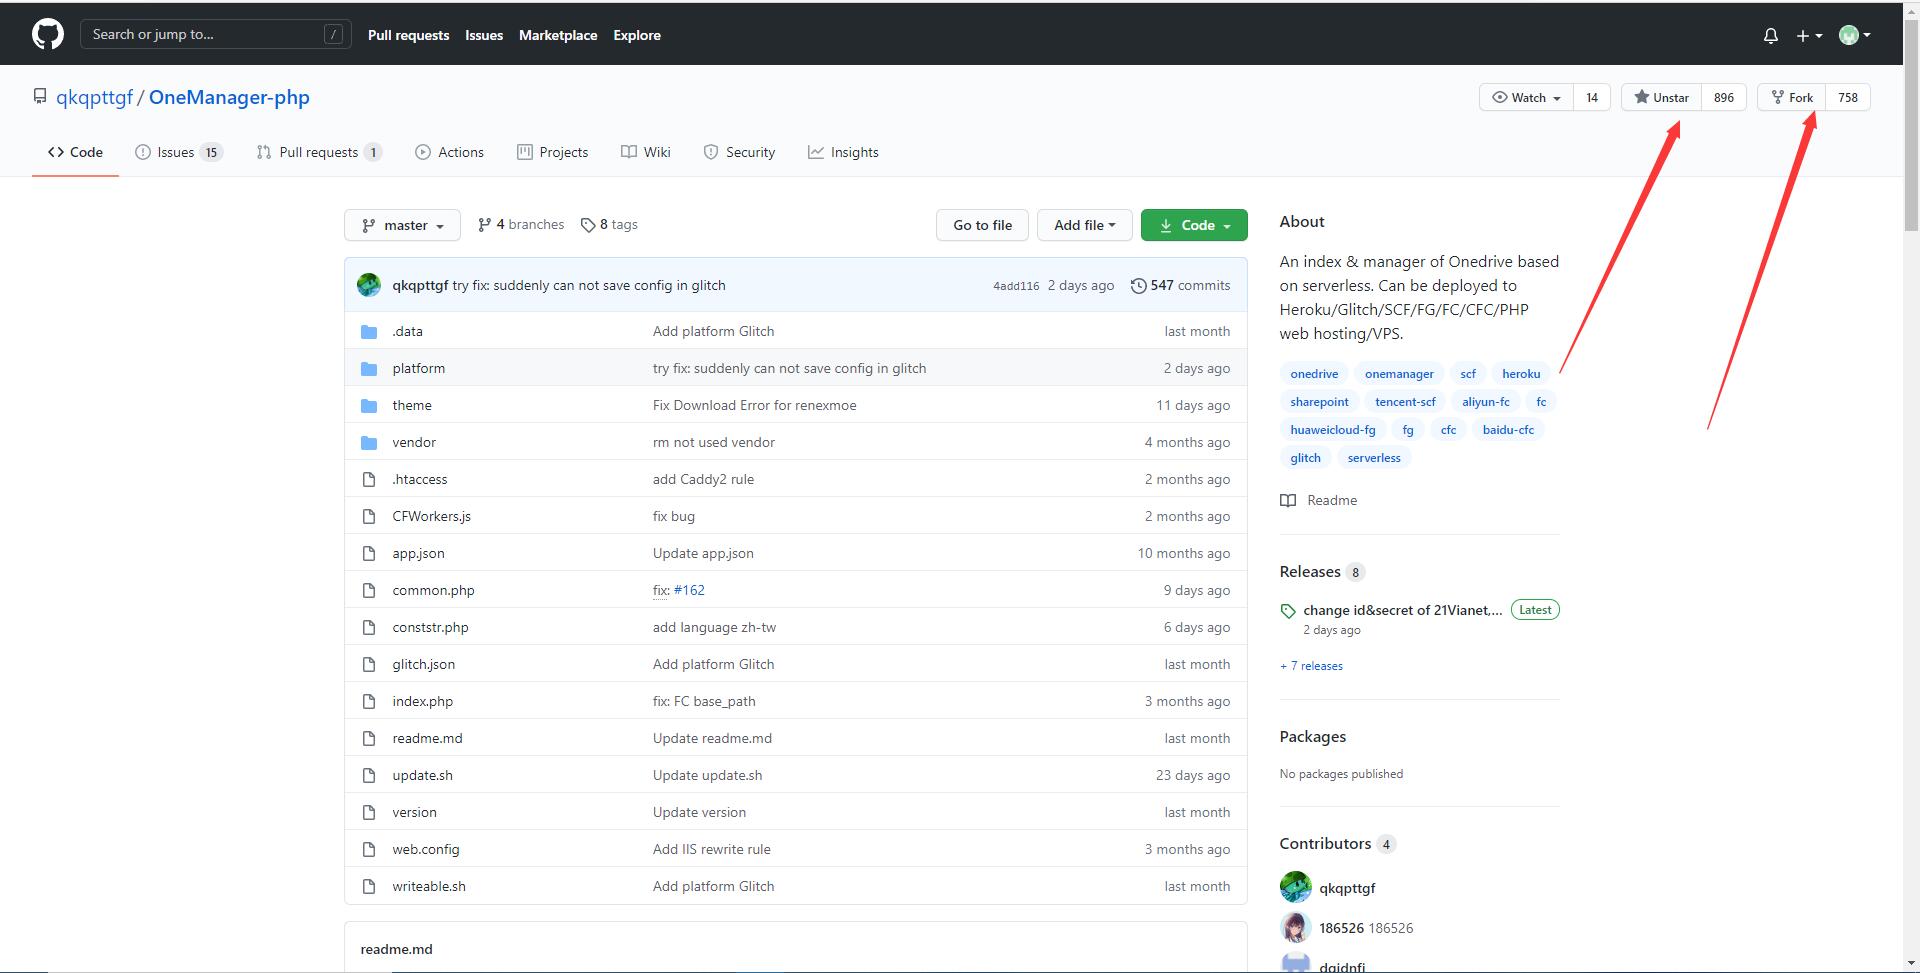 Search or jump to... /
Pull requests Issues Marketplace Explore
qkqpttgf / OneManager-php
Watch 14 Unstar 896 Fork 758
Code Issues 15 Pull requests 1 Actions Projects Wiki Security Insights
master 4 branches 8 tags Go to file Add file Code
qkqpttgf try fix: suddenly can not save config in glitch 4add116 2 days ago 547 commits
.data Add platform Glitch last month
platform try fix: suddenly can not save config in glitch 2 days ago
theme Fix Download Error for renexmoe 11 days ago
vendor rm not used vendor 4 months ago
.htaccess add Caddy2 rule 2 months ago
CFWorkers.js fix bug 2 months ago
app.json Update app.json 10 months ago
common.php fix: #162 9 days ago
conststr.php add language zh-tw 6 days ago
glitch.json Add platform Glitch last month
index.php fix: FC base_path 3 months ago
readme.md Update readme.md last month
update.sh Update update.sh 23 days ago
version Update version last month
web.config Add IIS rewrite rule 3 months ago
writeable.sh Add platform Glitch last month
readme.md
About
An index & manager of Onedrive based
on serverless. Can be deployed to
Heroku/Glitch/SCF/FG/FC/CFC/PHP
web hosting/VPS.
onedrive onemanager scf heroku
sharepoint tencent-scf aliyun-fc fc
huaweicloud-fg fg cfc baidu-cfc
glitch serverless
Readme
Releases 8
change id&secret of 21Vianet,... Latest
2 days ago
+ 7 releases
Packages
No packages published
Contributors 4
qkqpttgf
186526 186526